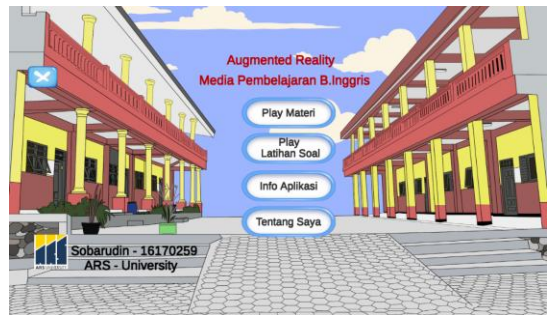 Augmented Reality
Media Pembelajaran B.Inggris
Play Materi
Play
Latihan Soal
Info Aplikasi
Tentang Saya
Sobarudin - 16170259
ARS - University